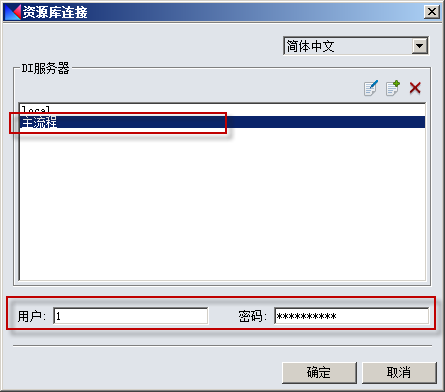 资源库连接
简体中文
DI服务器
local
主流程
用户: 1 密码: **********
确定 取消